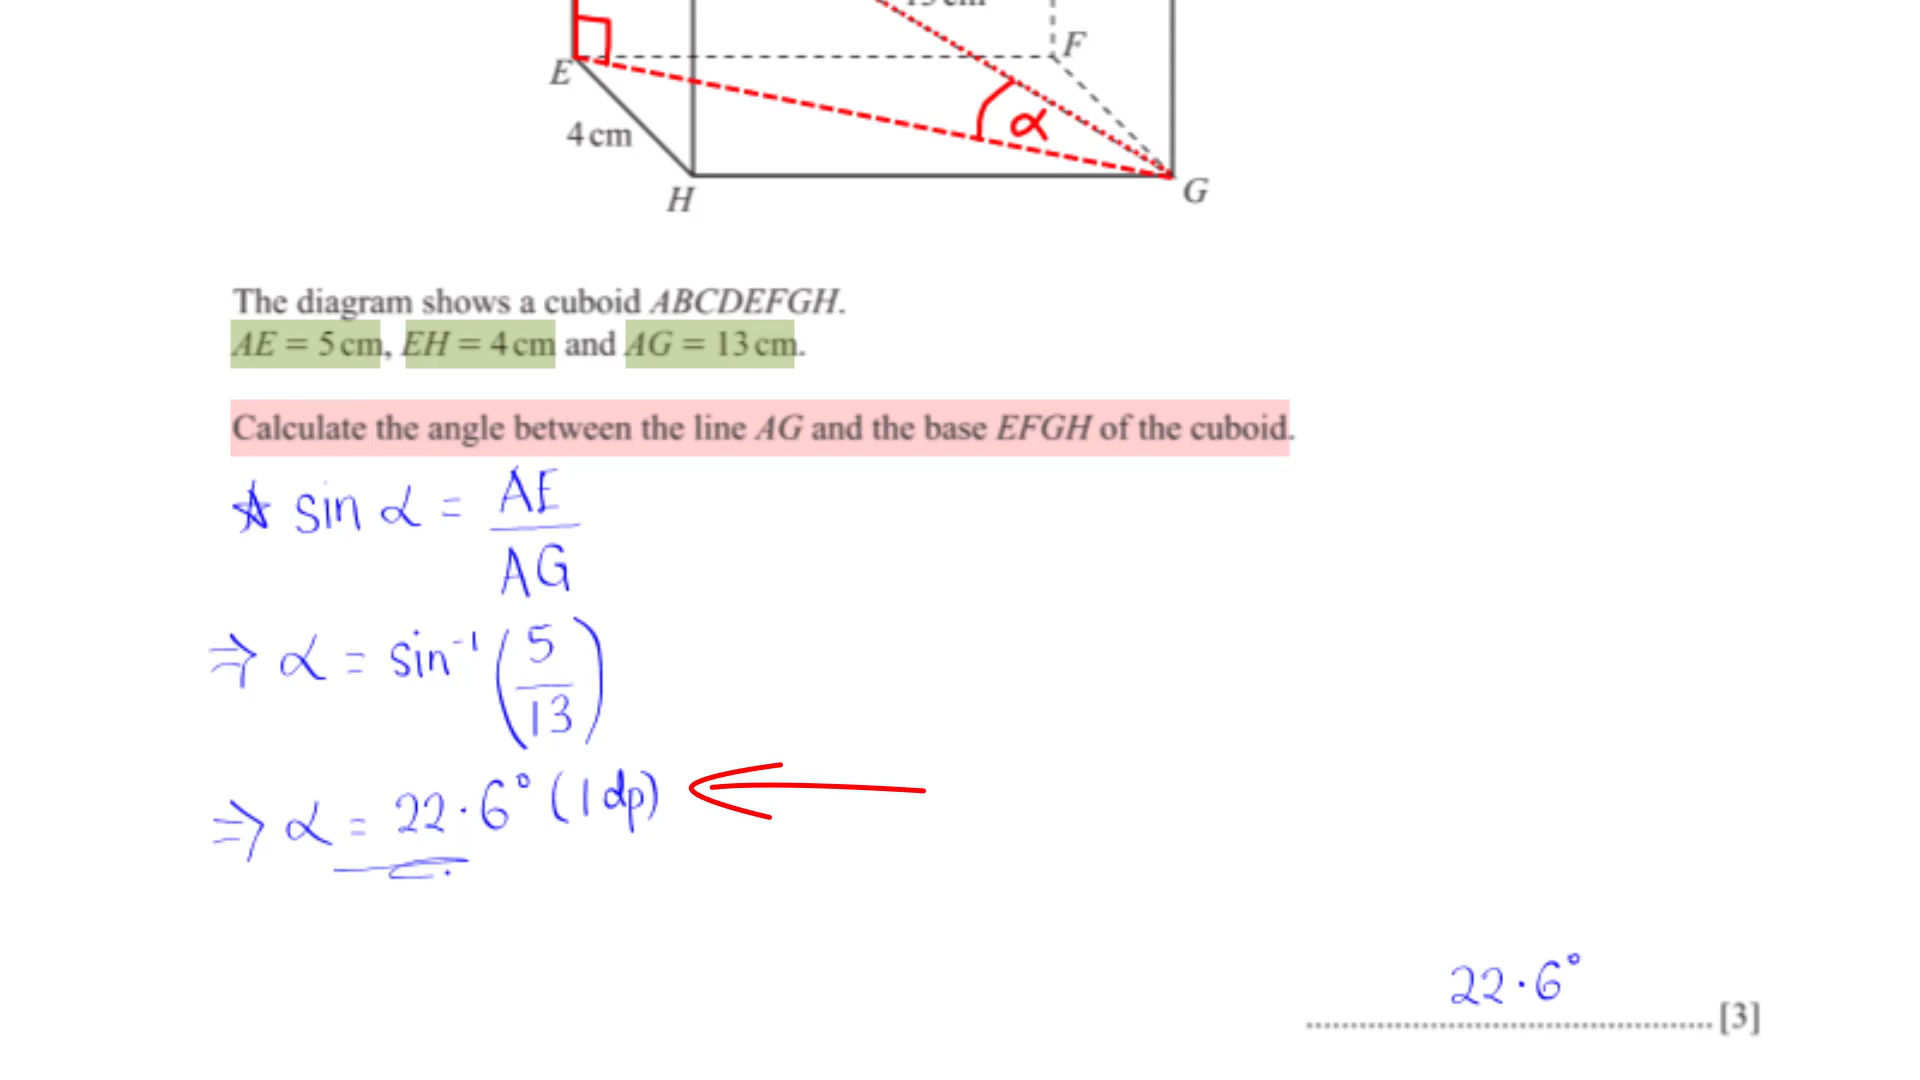 F
E
α
4 cm
H
G
The diagram shows a cuboid ABCDEFGH.
AE = 5 cm, EH = 4 cm and AG = 13 cm.
Calculate the angle between the line AG and the base EFGH of the cuboid.
☆ sin α = AE
AG
⇒ α = sin⁻¹ (5
13)
⇒ α = 22.6° (1 dp)
22.6°
[3]